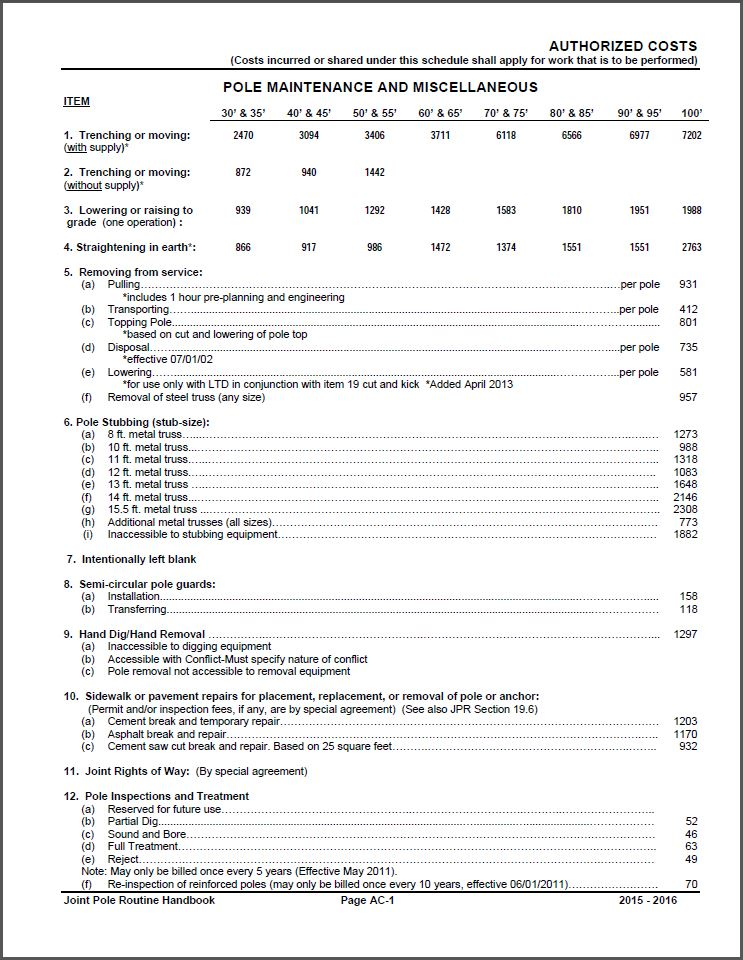 AUTHORIZED COSTS
(Costs incurred or shared under this schedule shall apply for work that is to be performed)
POLE MAINTENANCE AND MISCELLANEOUS
ITEM
30' & 35' 40' & 45' 50' & 55' 60' & 65' 70' & 75' 80' & 85' 90' & 95' 100'
1. Trenching or moving: 2470 3094 3406 3711 6118 6566 6977 7202
(with supply)*
2. Trenching or moving: 872 940 1442
(without supply)*
3. Lowering or raising to 939 1041 1292 1428 1583 1810 1951 1988
grade (one operation) :
4. Straightening in earth*: 866 917 986 1472 1374 1551 1551 2763
5. Removing from service:
(a) Pulling....per pole 931
*includes 1 hour pre-planning and engineering
(b) Transporting....per pole 412
(c) Topping Pole.... 801
*based on cut and lowering of pole top
(d) Disposal....per pole 735
*effective 07/01/02
(e) Lowering....per pole 581
*for use only with LTD in conjunction with item 19 cut and kick *Added April 2013
(f) Removal of steel truss (any size) 957
6. Pole Stubbing (stub-size):
(a) 8 ft. metal truss.... 1273
(b) 10 ft. metal truss.... 988
(c) 11 ft. metal truss.... 1318
(d) 12 ft. metal truss.... 1083
(e) 13 ft. metal truss .... 1648
(f) 14 ft. metal truss.... 2146
(g) 15.5 ft. metal truss .... 2308
(h) Additional metal trusses (all sizes).... 773
(i) Inaccessible to stubbing equipment.... 1882
7. Intentionally left blank
8. Semi-circular pole guards:
(a) Installation.... 158
(b) Transferring.... 118
9. Hand Dig/Hand Removal .... 1297
(a) Inaccessible to digging equipment
(b) Accessible with Conflict-Must specify nature of conflict
(c) Pole removal not accessible to removal equipment
10. Sidewalk or pavement repairs for placement, replacement, or removal of pole or anchor:
(Permit and/or inspection fees, if any, are by special agreement) (See also JPR Section 19.6)
(a) Cement break and temporary repair.... 1203
(b) Asphalt break and repair.... 1170
(c) Cement saw cut break and repair. Based on 25 square feet.... 932
11. Joint Rights of Way: (By special agreement)
12. Pole Inspections and Treatment
(a) Reserved for future use....
(b) Partial Dig.... 52
(c) Sound and Bore.... 46
(d) Full Treatment.... 63
(e) Reject.... 49
Note: May only be billed once every 5 years (Effective May 2011).
(f) Re-inspection of reinforced poles (may only be billed once every 10 years, effective 06/01/2011).... 70
Joint Pole Routine Handbook Page AC-1 2015 - 2016